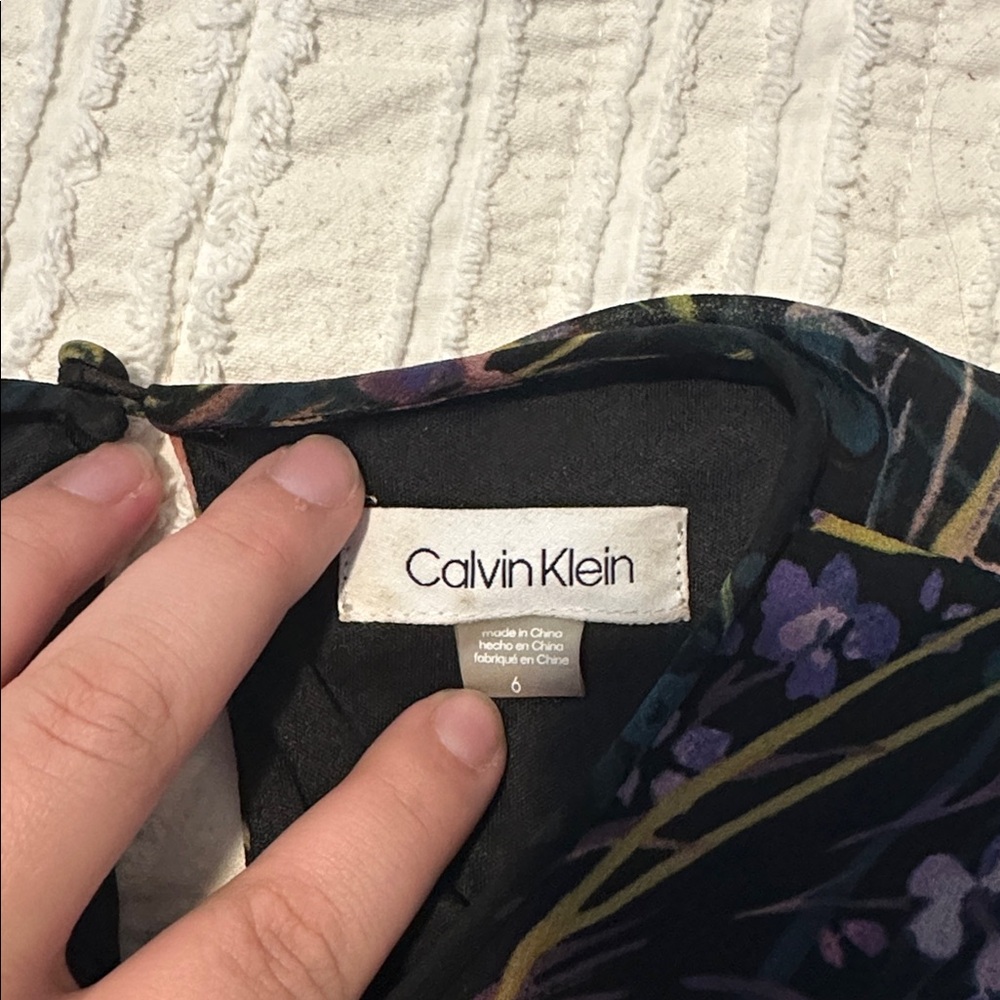 Calvin Klein
made in China
hecho en China
fabriqué en Chine
6